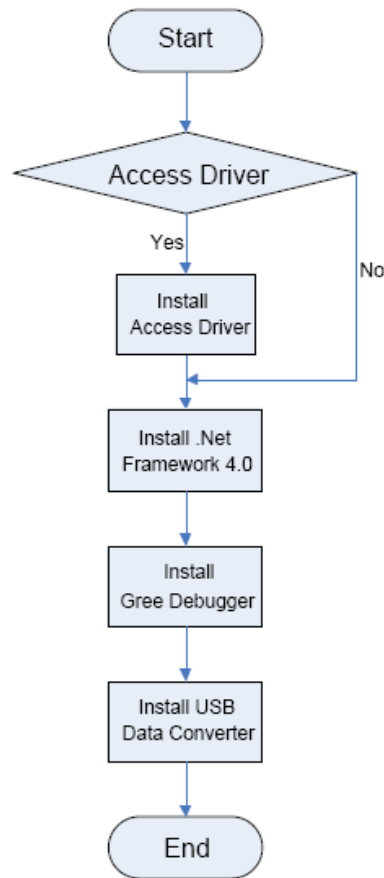 Start
Access Driver
Yes
No
Install
Access Driver
Install .Net
Framework 4.0
Install
Gree Debugger
Install USB
Data Converter
End